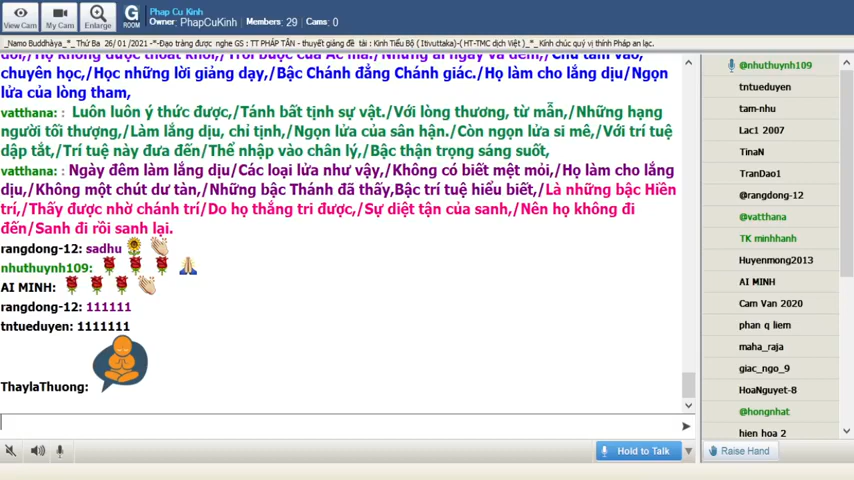 View Cam
My Cam
Enlarge
G
ROOM
Phap Cu Kinh
Owner: PhapCuKinh , Members: 29 , Cams: 0
_Namo Buddhàya_*_ Thứ Ba 26/ 01 /2021 -*-Đạo tràng được nghe GS : TT PHÁP TÂN - thuyết giảng đề tài : Kinh Tiểu Bộ ( Itivuttaka)-( HT-TMC dịch Việt )_*_ Kính chúc quý vị thính Pháp an lạc.
chuyên học,/Học những lời giảng dạy,/Bậc Chánh đẳng Chánh giác./Họ làm cho lắng dịu/Ngọn
lửa của lòng tham,
vatthana: : Luôn luôn ý thức được,/Tánh bất tịnh sự vật./Với lòng thương, từ mẫn,/Những hạng
người tối thượng,/Làm lắng dịu, chỉ tịnh,/Ngọn lửa của sân hận./Còn ngọn lửa si mê,/Với trí tuệ
dập tắt,/Trí tuệ này đưa đến/Thể nhập vào chân lý,/Bậc thận trọng sáng suốt,
vatthana: : Ngày đêm làm lắng dịu/Các loại lửa như vậy,/Không có biết mệt mỏi,/Họ làm cho lắng
dịu,/Không một chút dư tàn,/Những bậc Thánh đã thấy,Bậc trí tuệ hiểu biết,/Là những bậc Hiền
trí,/Thấy được nhờ chánh trí/Do họ thắng tri được,/Sự diệt tận của sanh,/Nên họ không đi
đến/Sanh đi rồi sanh lại.
rangdong-12: sadhu
nhuthuynh109:
AI MINH:
rangdong-12: 111111
tntueduyen: 1111111
ThaylaThuong:
@nhuthuynh109
tntueduyen
tam-nhu
Lac1 2007
TinaN
TranDao1
@rangdong-12
@vatthana
TK minhhanh
Huyenmong2013
AI MINH
Cam Van 2020
phan q liem
maha_raja
giac_ngo_9
HoaNguyet-8
@hongnhat
hien hoa 2
Hold to Talk
Raise Hand